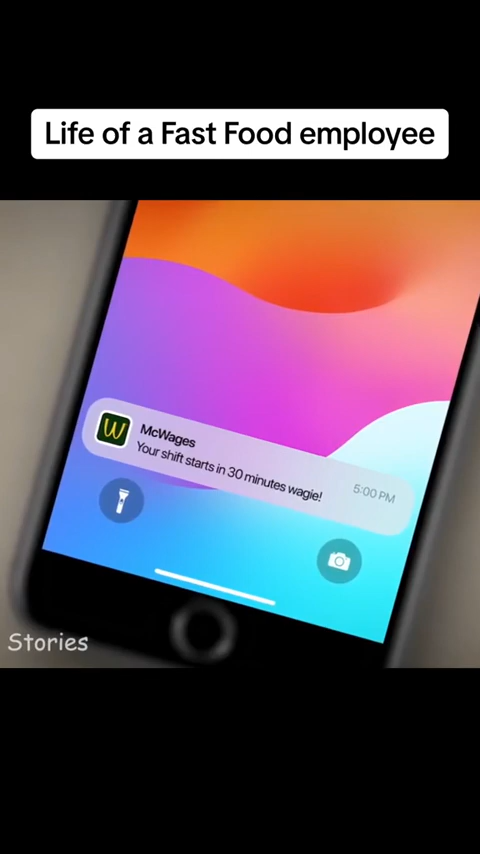 Life of a Fast Food employee
McWages
Your shift starts in 30 minutes wagie!
5:00 PM
Stories